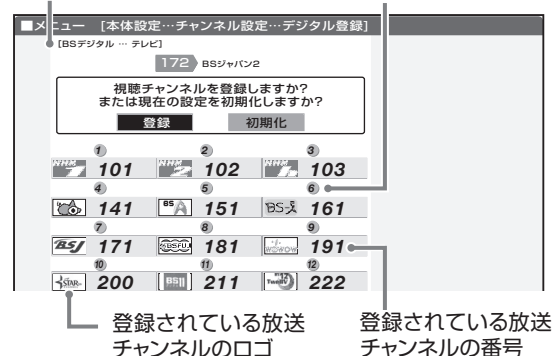 ■メニュー [本体設定…チャンネル設定…デジタル登録]
[BSデジタル … テレビ]
172 BSジャパン2
視聴チャンネルを登録しますか?
または現在の設定を初期化しますか?
登録 初期化
1 2 3
101 102 103
4 5 6
141 BS 151 161
7 8 9
BSJ 171 181 WOWOW 191
10 11 12
STAR 200 BS11 211 TwellV 222
登録されている放送
チャンネルのロゴ
登録されている放送
チャンネルの番号